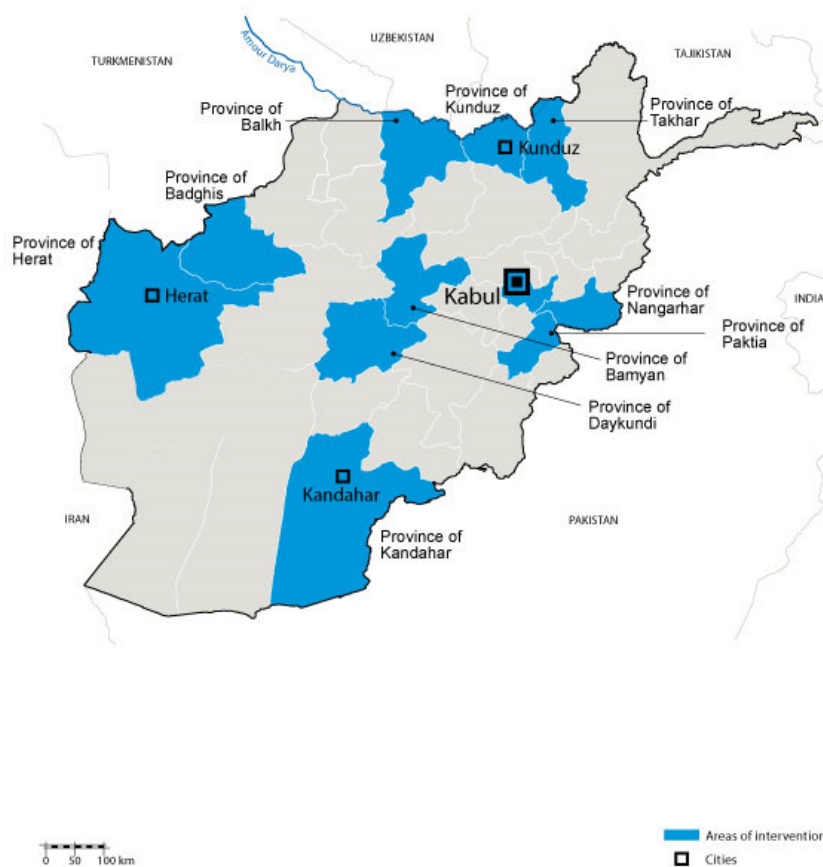 UZBEKISTAN
TURKMENISTAN
TAJIKISTAN
Amour Darya
Province of
Balkh
Province of
Kunduz
Province of
Takhar
Kunduz
Province of
Badghis
Province of
Herat
Herat
Kabul
Province of
Nangarhar
INDIA
Province of
Paktia
Province of
Bamyan
Province of
Daykundi
Kandahar
Province of
Kandahar
IRAN
PAKISTAN
0 50 100 km
Areas of intervention
Cities